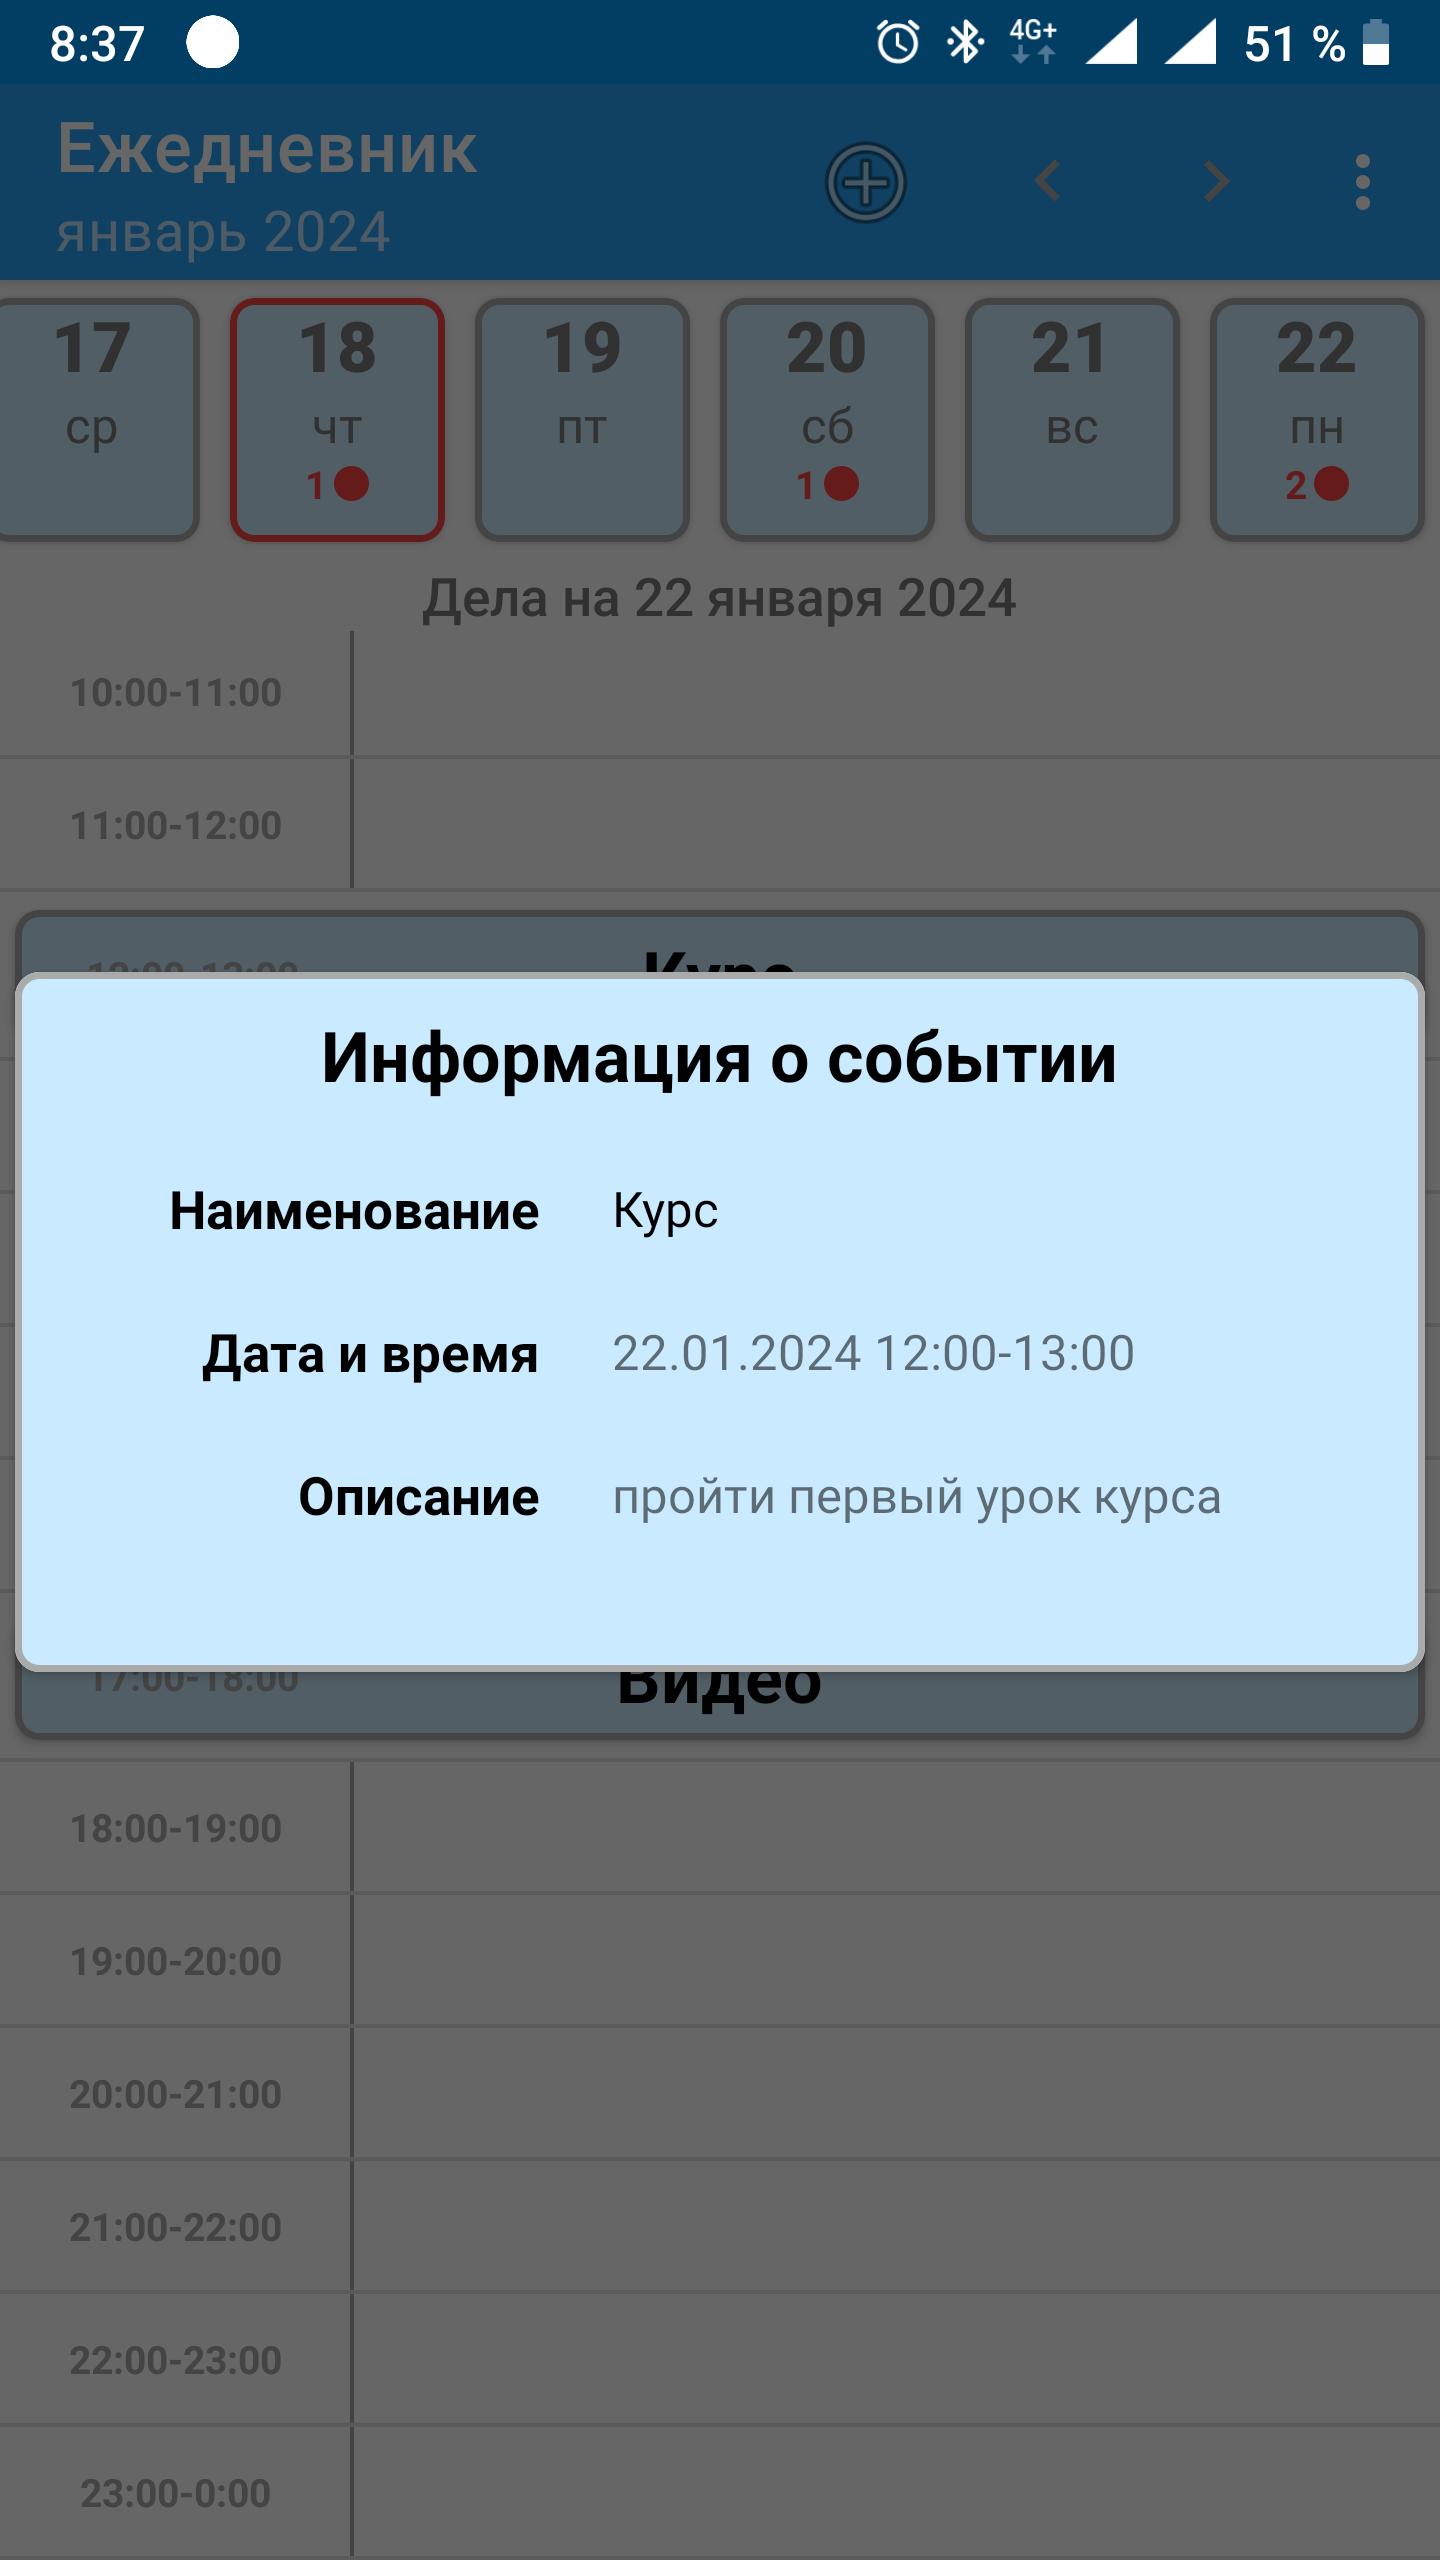 8:37 4G+ 51 %
Ежедневник
январь 2024
17 18 19 20 21 22
ср чт пт сб вс пн
1 1 2
Дела на 22 января 2024
10:00-11:00
11:00-12:00
12:00-13:00 Курс
Информация о событии
Наименование Курс
Дата и время 22.01.2024 12:00-13:00
Описание пройти первый урок курса
17:00-18:00 Видео
18:00-19:00
19:00-20:00
20:00-21:00
21:00-22:00
22:00-23:00
23:00-0:00